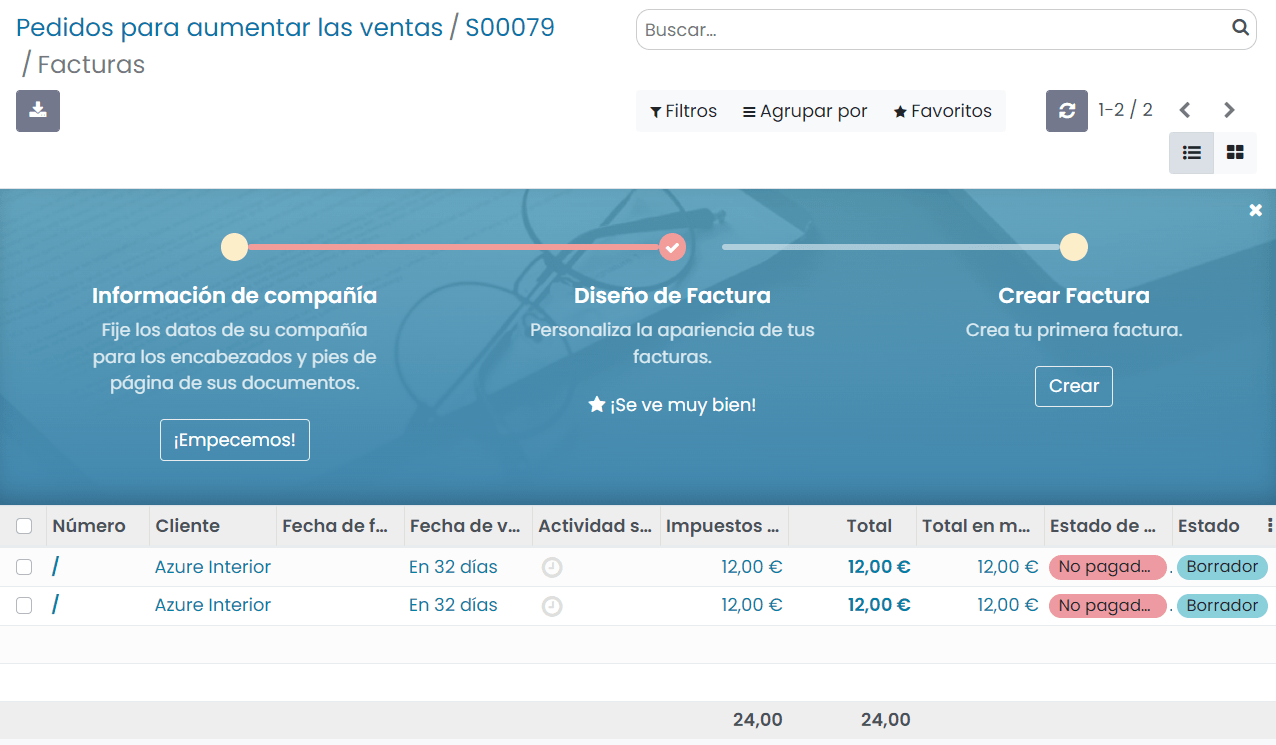 Pedidos para aumentar las ventas / S00079
/ Facturas
Buscar...
Filtros Agrupar por Favoritos
1-2 / 2
Información de compañía
Fije los datos de su compañía
para los encabezados y pies de
página de sus documentos.
¡Empecemos!
Diseño de Factura
Personaliza la apariencia de tus
facturas.
¡Se ve muy bien!
Crear Factura
Crea tu primera factura.
Crear
Número Cliente Fecha de f... Fecha de v... Actividad s... Impuestos ... Total Total en m... Estado de ... Estado
/ Azure Interior En 32 días 12,00 € 12,00 € 12,00 € No pagad... . Borrador
/ Azure Interior En 32 días 12,00 € 12,00 € 12,00 € No pagad... . Borrador
24,00 24,00